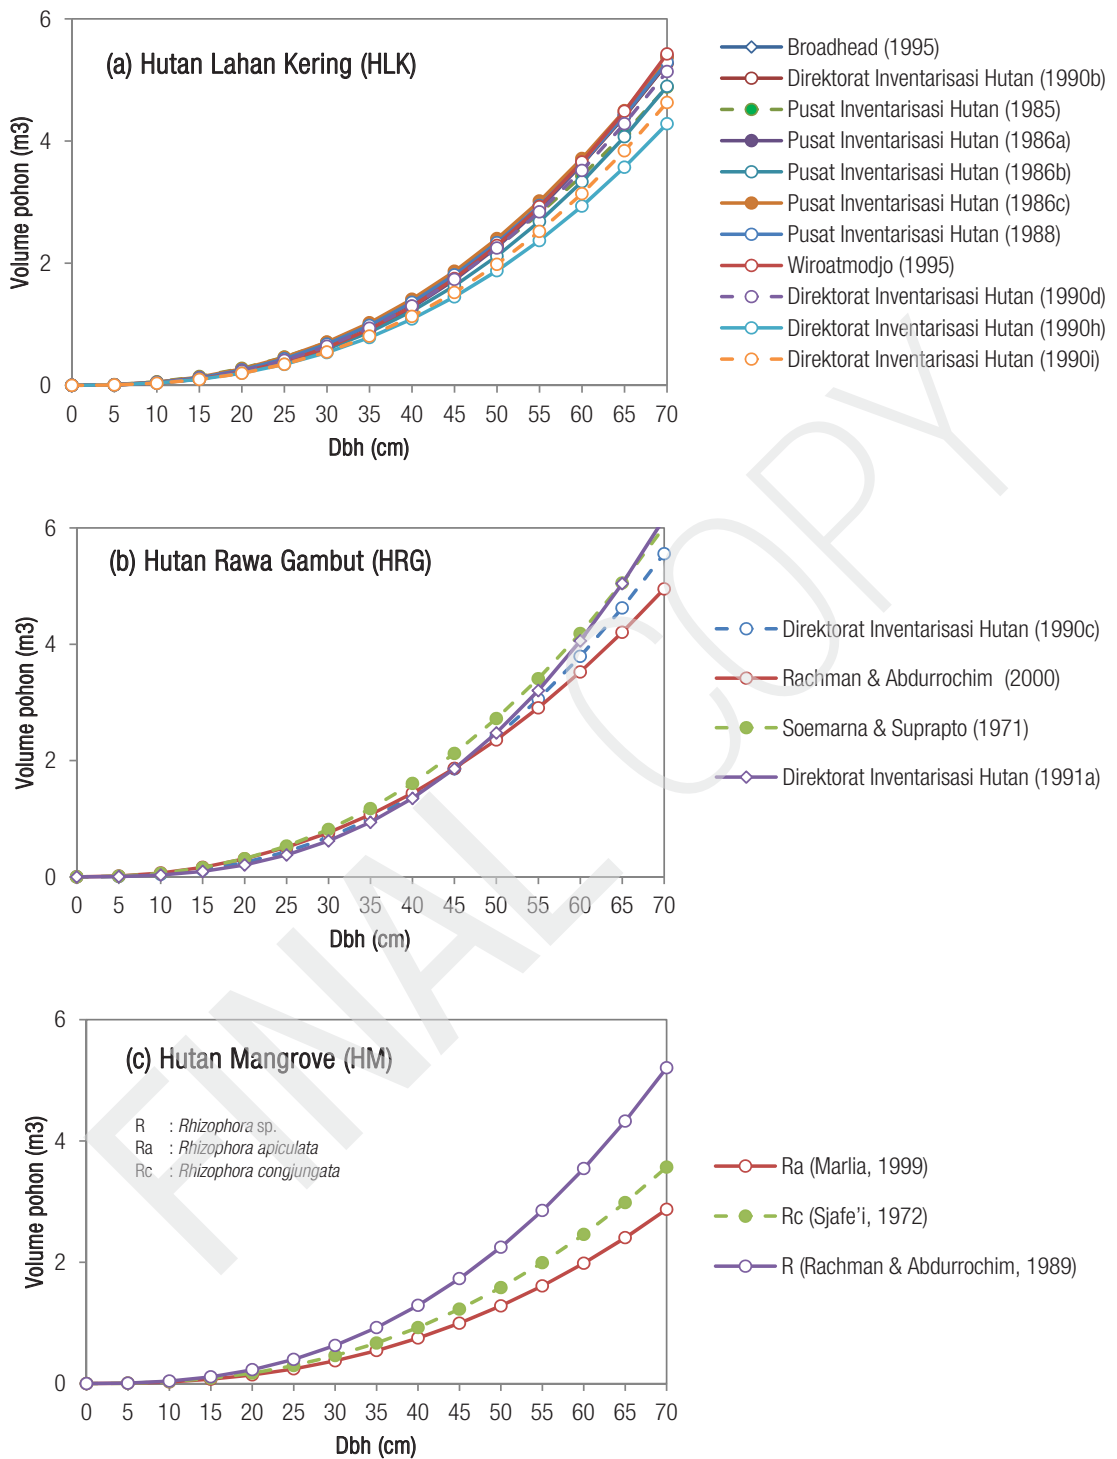 (a) Hutan Lahan Kering (HLK)
Volume pohon (m3)
6
4
2
0
0 5 10 15 20 25 30 35 40 45 50 55 60 65 70
Dbh (cm)
Broadhead (1995)
Direktorat Inventarisasi Hutan (1990b)
Pusat Inventarisasi Hutan (1985)
Pusat Inventarisasi Hutan (1986a)
Pusat Inventarisasi Hutan (1986b)
Pusat Inventarisasi Hutan (1986c)
Pusat Inventarisasi Hutan (1988)
Wiroatmodjo (1995)
Direktorat Inventarisasi Hutan (1990d)
Direktorat Inventarisasi Hutan (1990h)
Direktorat Inventarisasi Hutan (1990i)
(b) Hutan Rawa Gambut (HRG)
Volume pohon (m3)
6
4
2
0
0 5 10 15 20 25 30 35 40 45 50 55 60 65 70
Dbh (cm)
Direktorat Inventarisasi Hutan (1990c)
Rachman & Abdurrochim (2000)
Soemarna & Suprapto (1971)
Direktorat Inventarisasi Hutan (1991a)
(c) Hutan Mangrove (HM)
R : Rhizophora sp.
Ra : Rhizophora apiculata
Rc : Rhizophora congjungata
Volume pohon (m3)
6
4
2
0
0 5 10 15 20 25 30 35 40 45 50 55 60 65 70
Dbh (cm)
Ra (Marlia, 1999)
Rc (Sjafe'i, 1972)
R (Rachman & Abdurrochim, 1989)
FINAL COPY